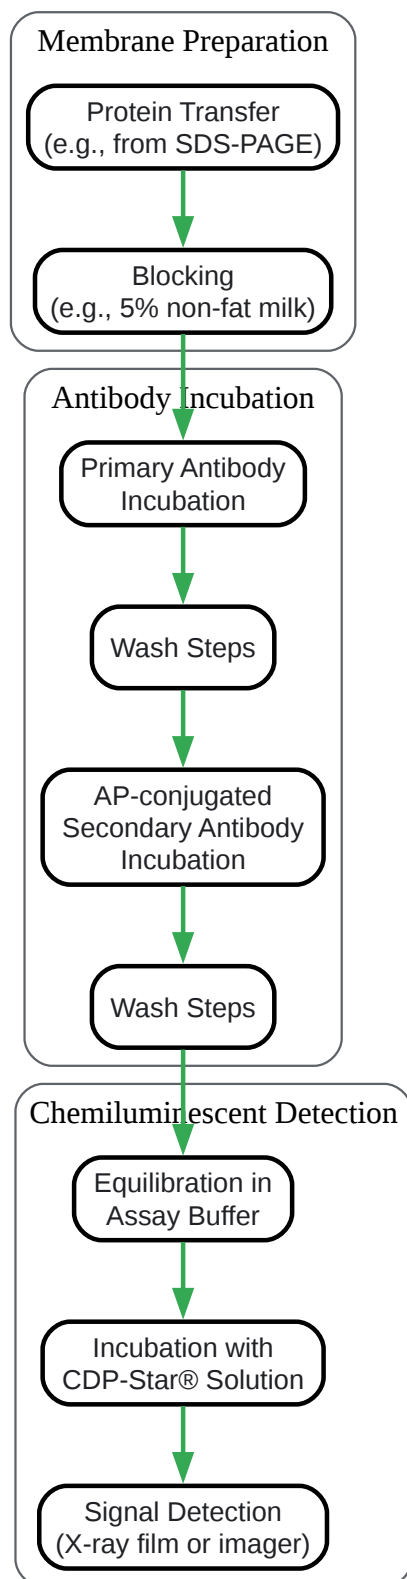 Membrane Preparation
Protein Transfer
(e.g., from SDS-PAGE)
Blocking
(e.g., 5% non-fat milk)
Antibody Incubation
Primary Antibody
Incubation
Wash Steps
AP-conjugated
Secondary Antibody
Incubation
Wash Steps
Chemiluminescent Detection
Equilibration in
Assay Buffer
Incubation with
CDP-Star® Solution
Signal Detection
(X-ray film or imager)